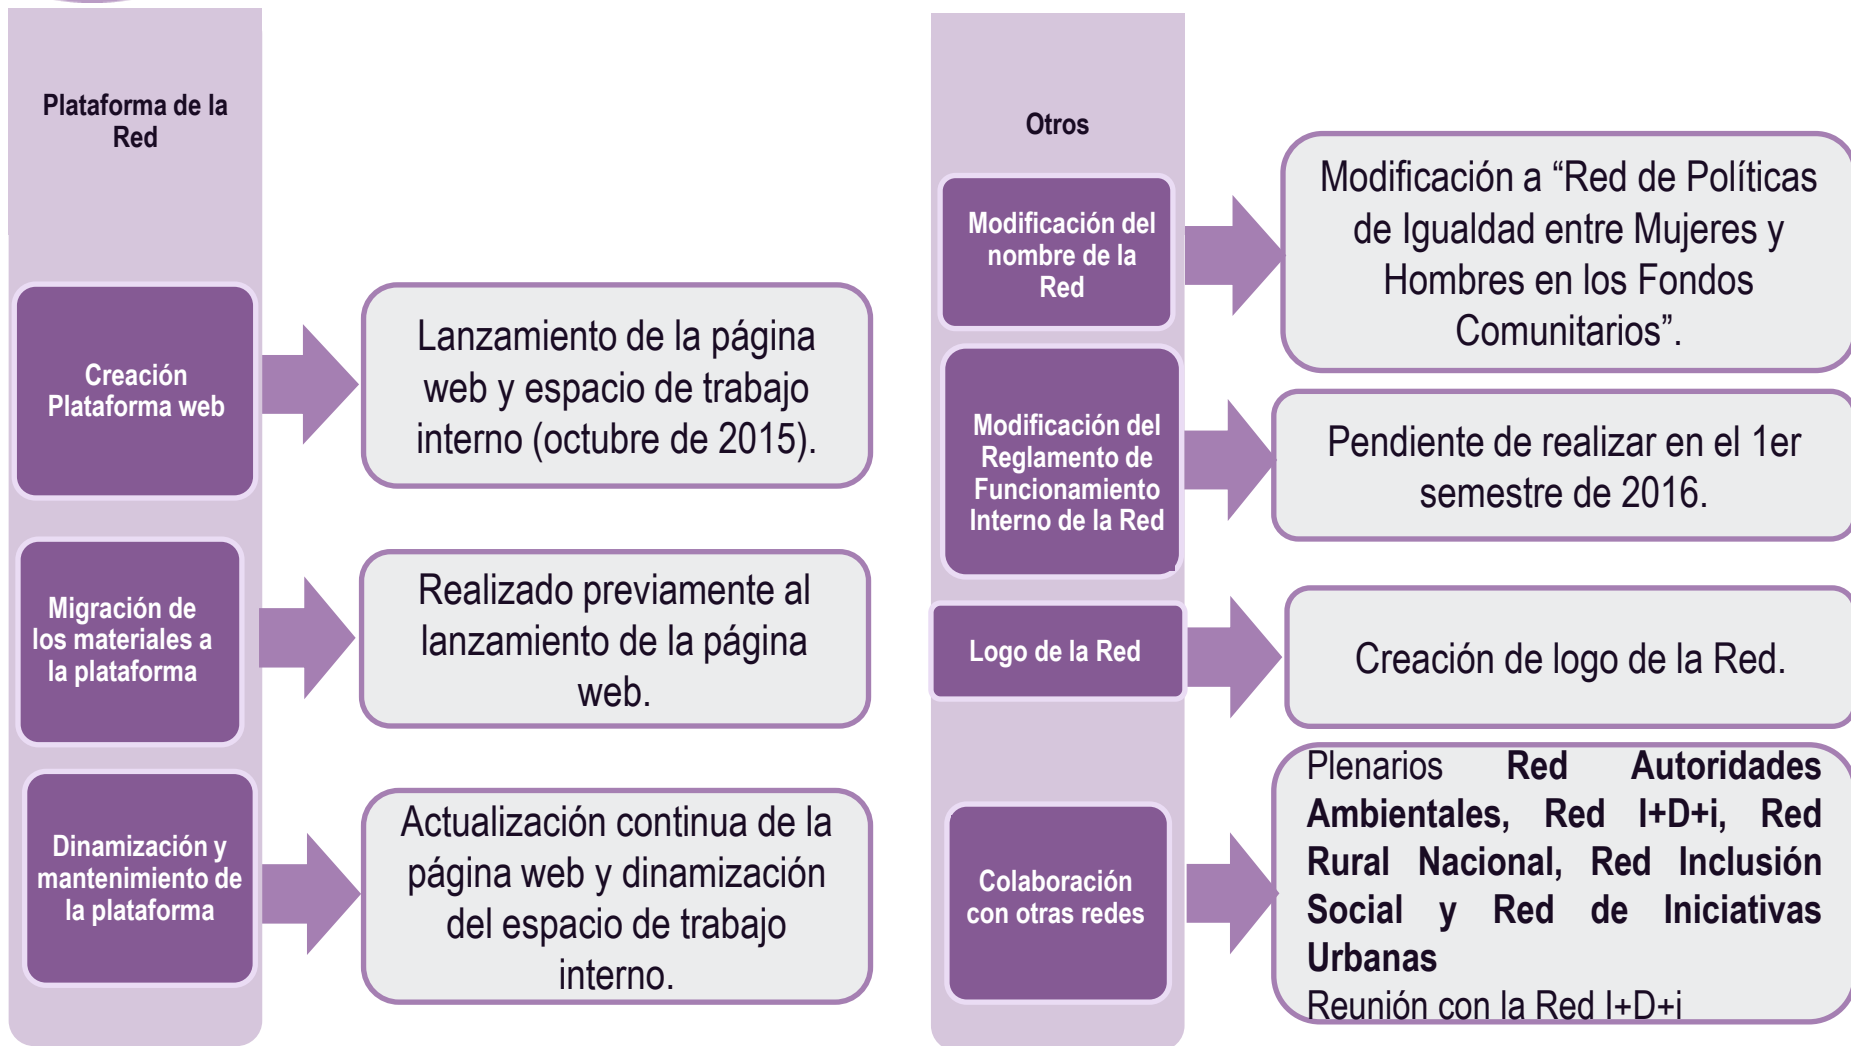 Plataforma de la
Red
Creación
Plataforma web
Lanzamiento de la página
web y espacio de trabajo
interno (octubre de 2015).
Migración de
los materiales a
la plataforma
Realizado previamente al
lanzamiento de la página
web.
Dinamización y
mantenimiento de
la plataforma
Actualización continua de la
página web y dinamización
del espacio de trabajo
interno.
Otros
Modificación del
nombre de la
Red
Modificación a “Red de Políticas
de Igualdad entre Mujeres y
Hombres en los Fondos
Comunitarios”.
Modificación del
Reglamento de
Funcionamiento
Interno de la Red
Pendiente de realizar en el 1er
semestre de 2016.
Logo de la Red
Creación de logo de la Red.
Colaboración
con otras redes
Plenarios Red Autoridades
Ambientales, Red I+D+i, Red
Rural Nacional, Red Inclusión
Social y Red de Iniciativas
Urbanas
Reunión con la Red I+D+i